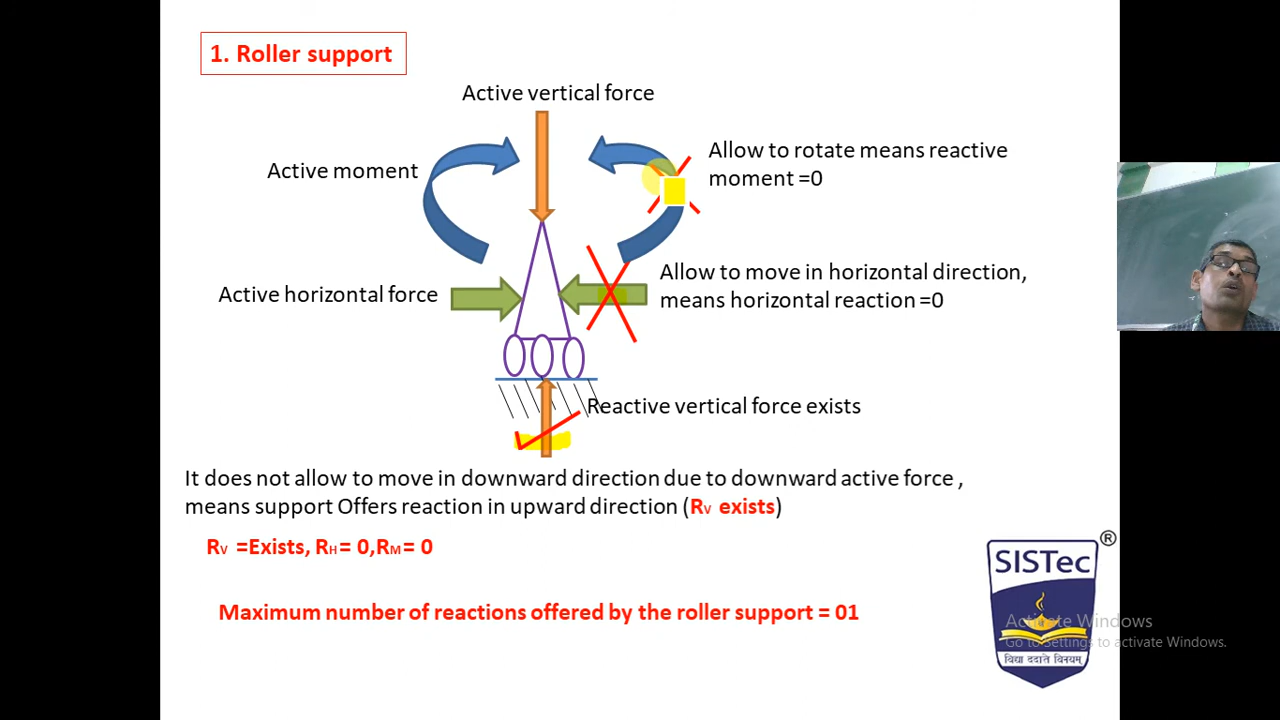 1. Roller support
Active vertical force
Active moment
Allow to rotate means reactive
moment =0
Active horizontal force
Allow to move in horizontal direction,
means horizontal reaction =0
Reactive vertical force exists
It does not allow to move in downward direction due to downward active force ,
means support Offers reaction in upward direction (Rv exists)
Rv =Exists, RH= 0,RM= 0
Maximum number of reactions offered by the roller support = 01
®
SISTec
विद्या ददाते विनयम्
Activate Windows
Go to Settings to activate Windows.